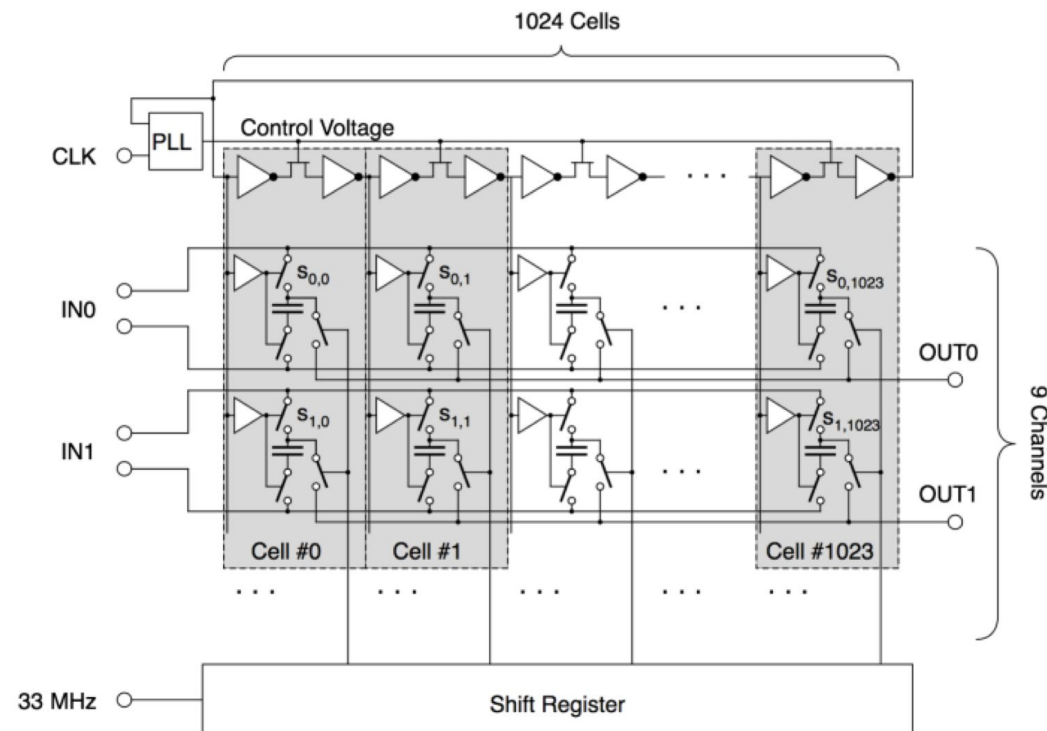 1024 Cells
Control Voltage
PLL
CLK
S0,0
S0,1
S0,1023
IN0
OUT0
9 Channels
S1,0
S1,1
S1,1023
IN1
OUT1
Cell #0
Cell #1
Cell #1023
. . .
. . .
. . .
. . .
. . .
. . .
. . .
. . .
33 MHz
Shift Register